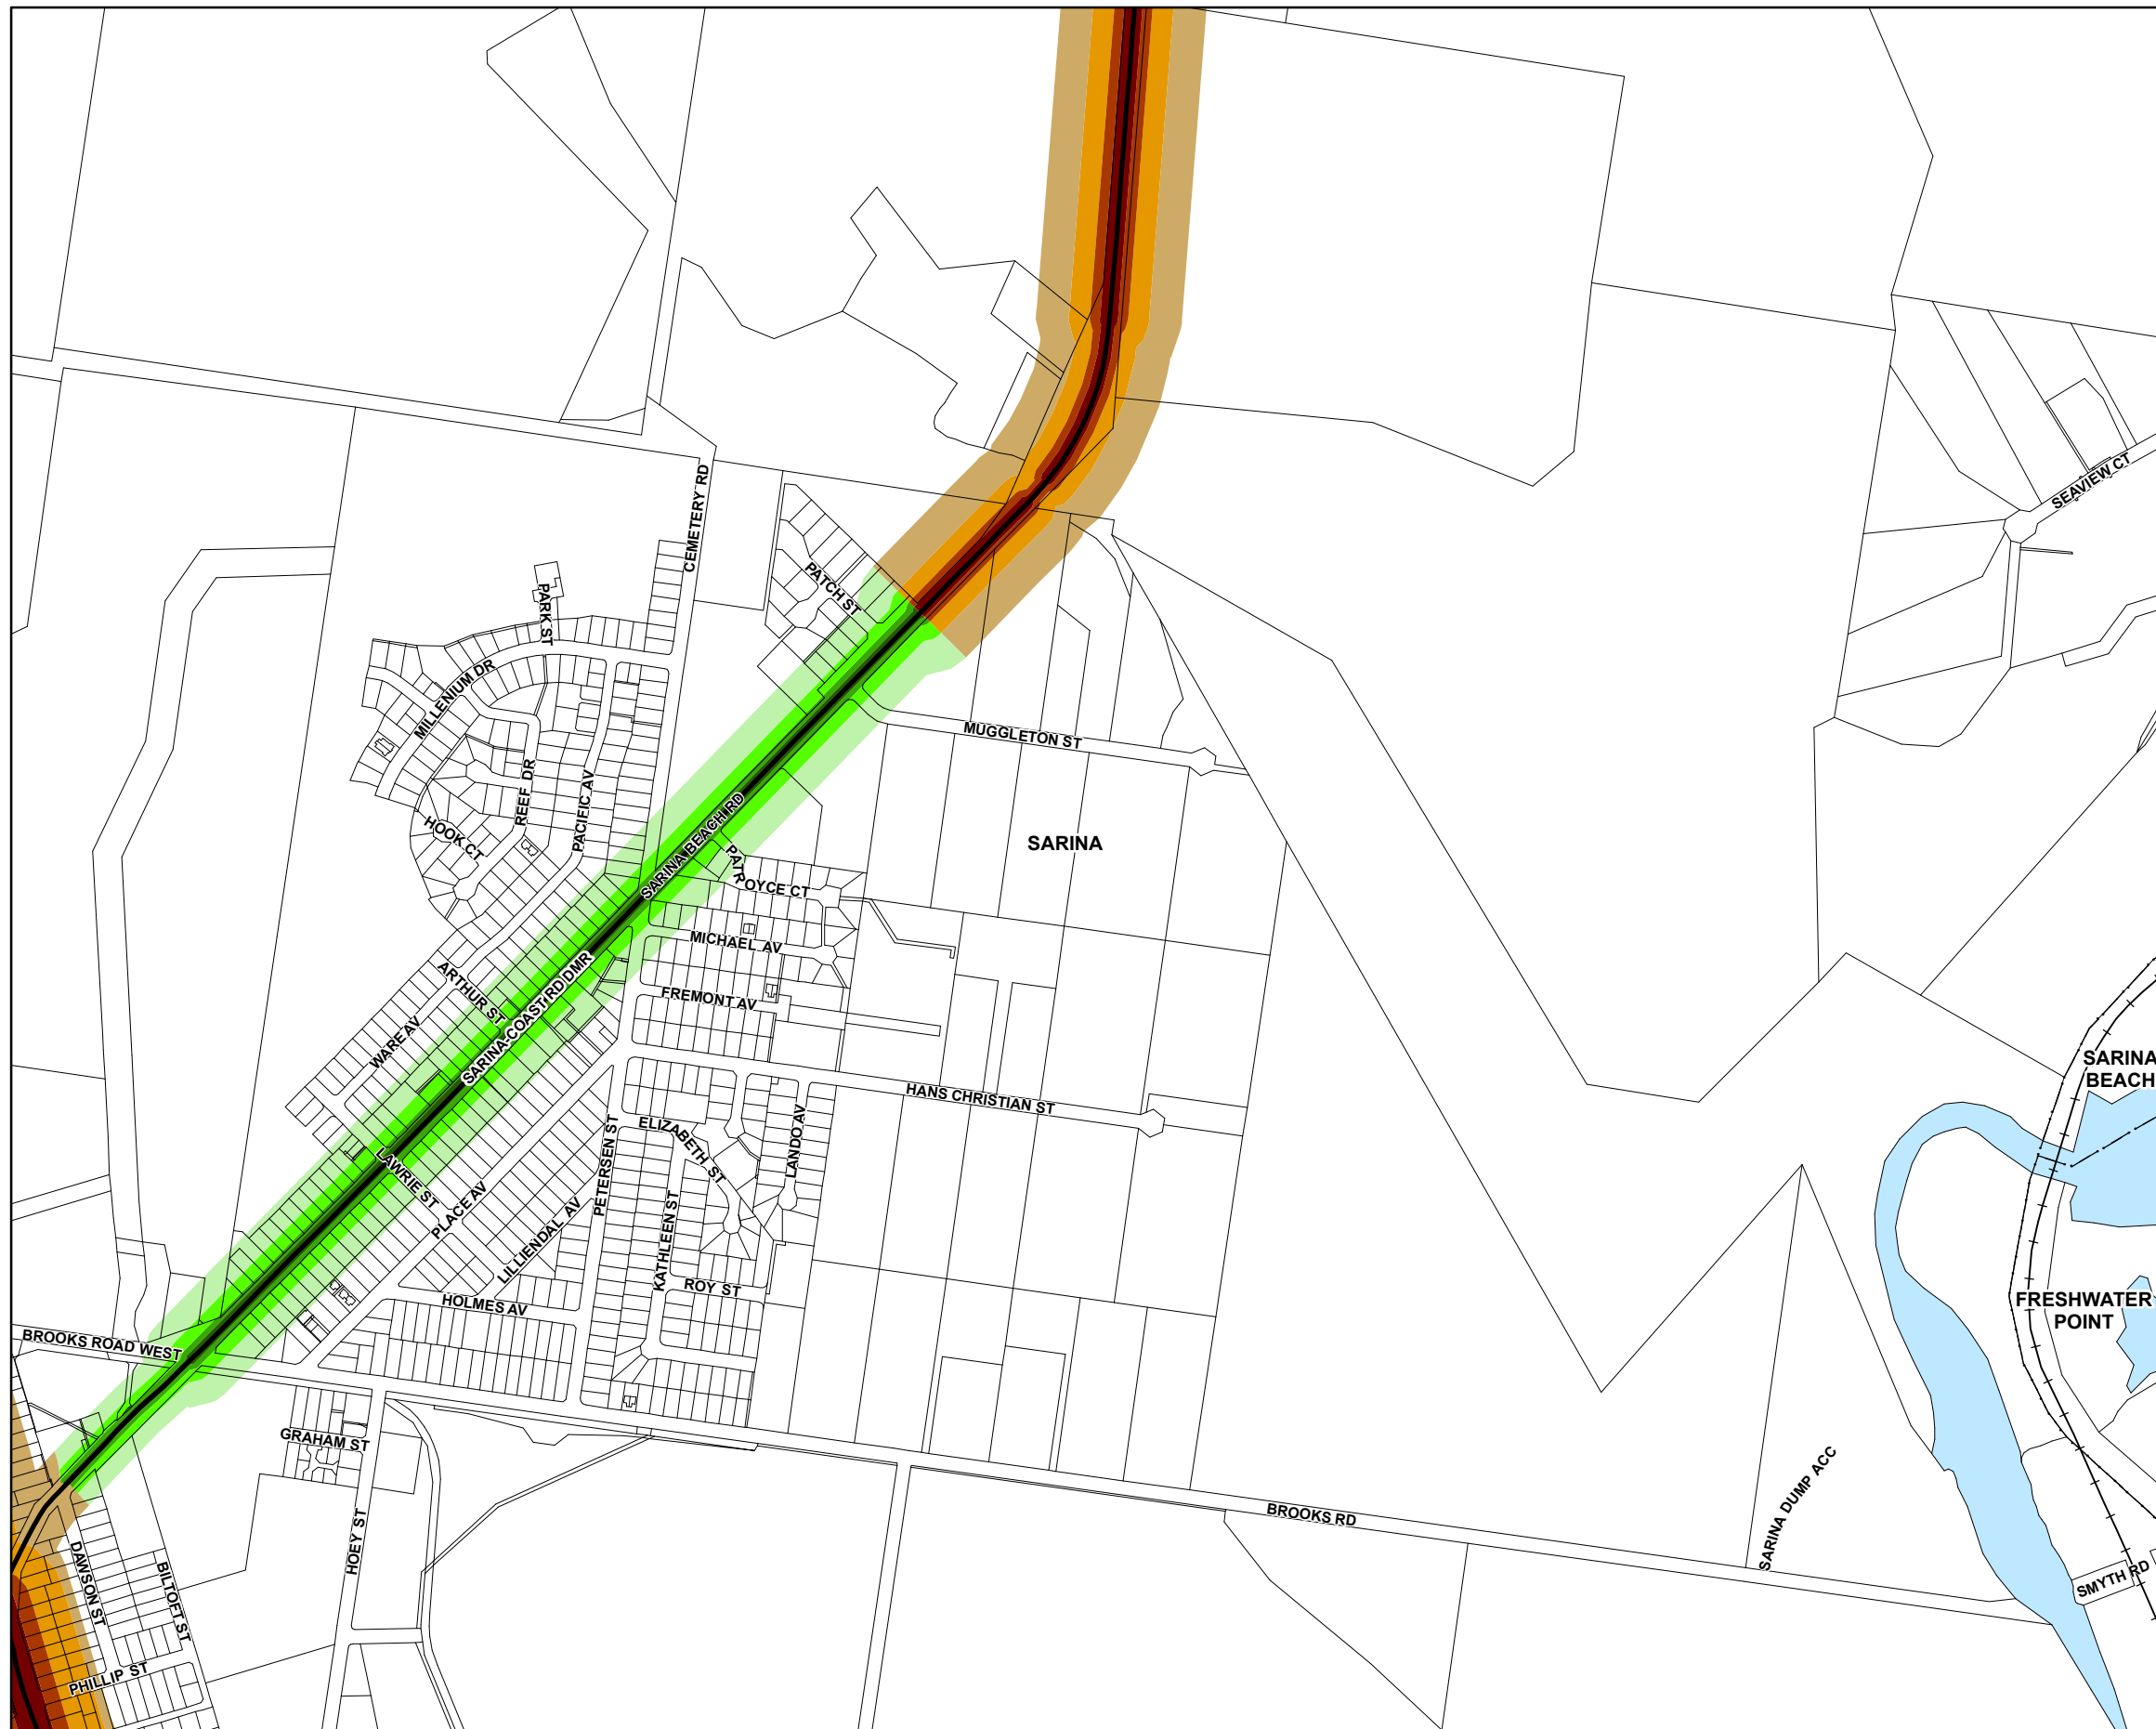 CEMETERY RD
SEAVIEW CT
PARK ST
PATCH ST
MILLENIUM DR
MUGGLETON ST
REEF DR
PACIFIC AV
HOOK CT
SARINA BEACH RD
SARINA
PATR
OYCE CT
MICHAEL AV
ARTHUR ST
SARINA-COAST RD DMR
FREMONT AV
WARE AV
SARINA
BEACH
HANS CHRISTIAN ST
ELIZABETH ST
LANDO AV
PETERSEN ST
LAWRIE ST
PLACE AV
LILLIENDAL AV
KATHLEEN ST
ROY ST
HOLMES AV
FRESHWATER
POINT
BROOKS ROAD WEST
GRAHAM ST
HOEY ST
BROOKS RD
SARINA DUMP ACC
SMYTH RD
DAWSON ST
BILTOFT ST
PHILLIP ST